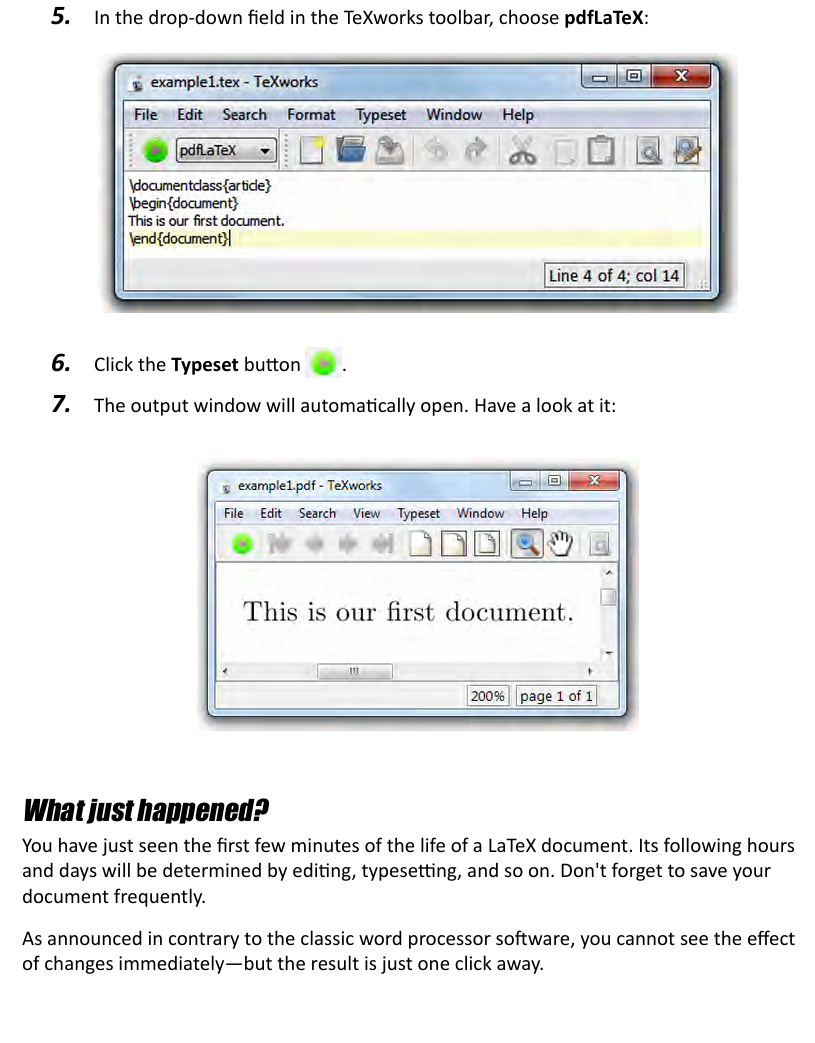 5. In the drop-down field in the TeXworks toolbar, choose pdfLaTeX:
example1.tex - TeXworks
File Edit Search Format Typeset Window Help
pdfLaTeX
\documentclass{article}
\begin{document}
This is our first document.
\end{document}
Line 4 of 4; col 14
6. Click the Typeset button .
7. The output window will automatically open. Have a look at it:
example1.pdf - TeXworks
File Edit Search View Typeset Window Help
This is our first document.
200% page 1 of 1
What just happened?
You have just seen the first few minutes of the life of a LaTeX document. Its following hours
and days will be determined by editing, typesetting, and so on. Don't forget to save your
document frequently.
As announced in contrary to the classic word processor software, you cannot see the effect
of changes immediately—but the result is just one click away.